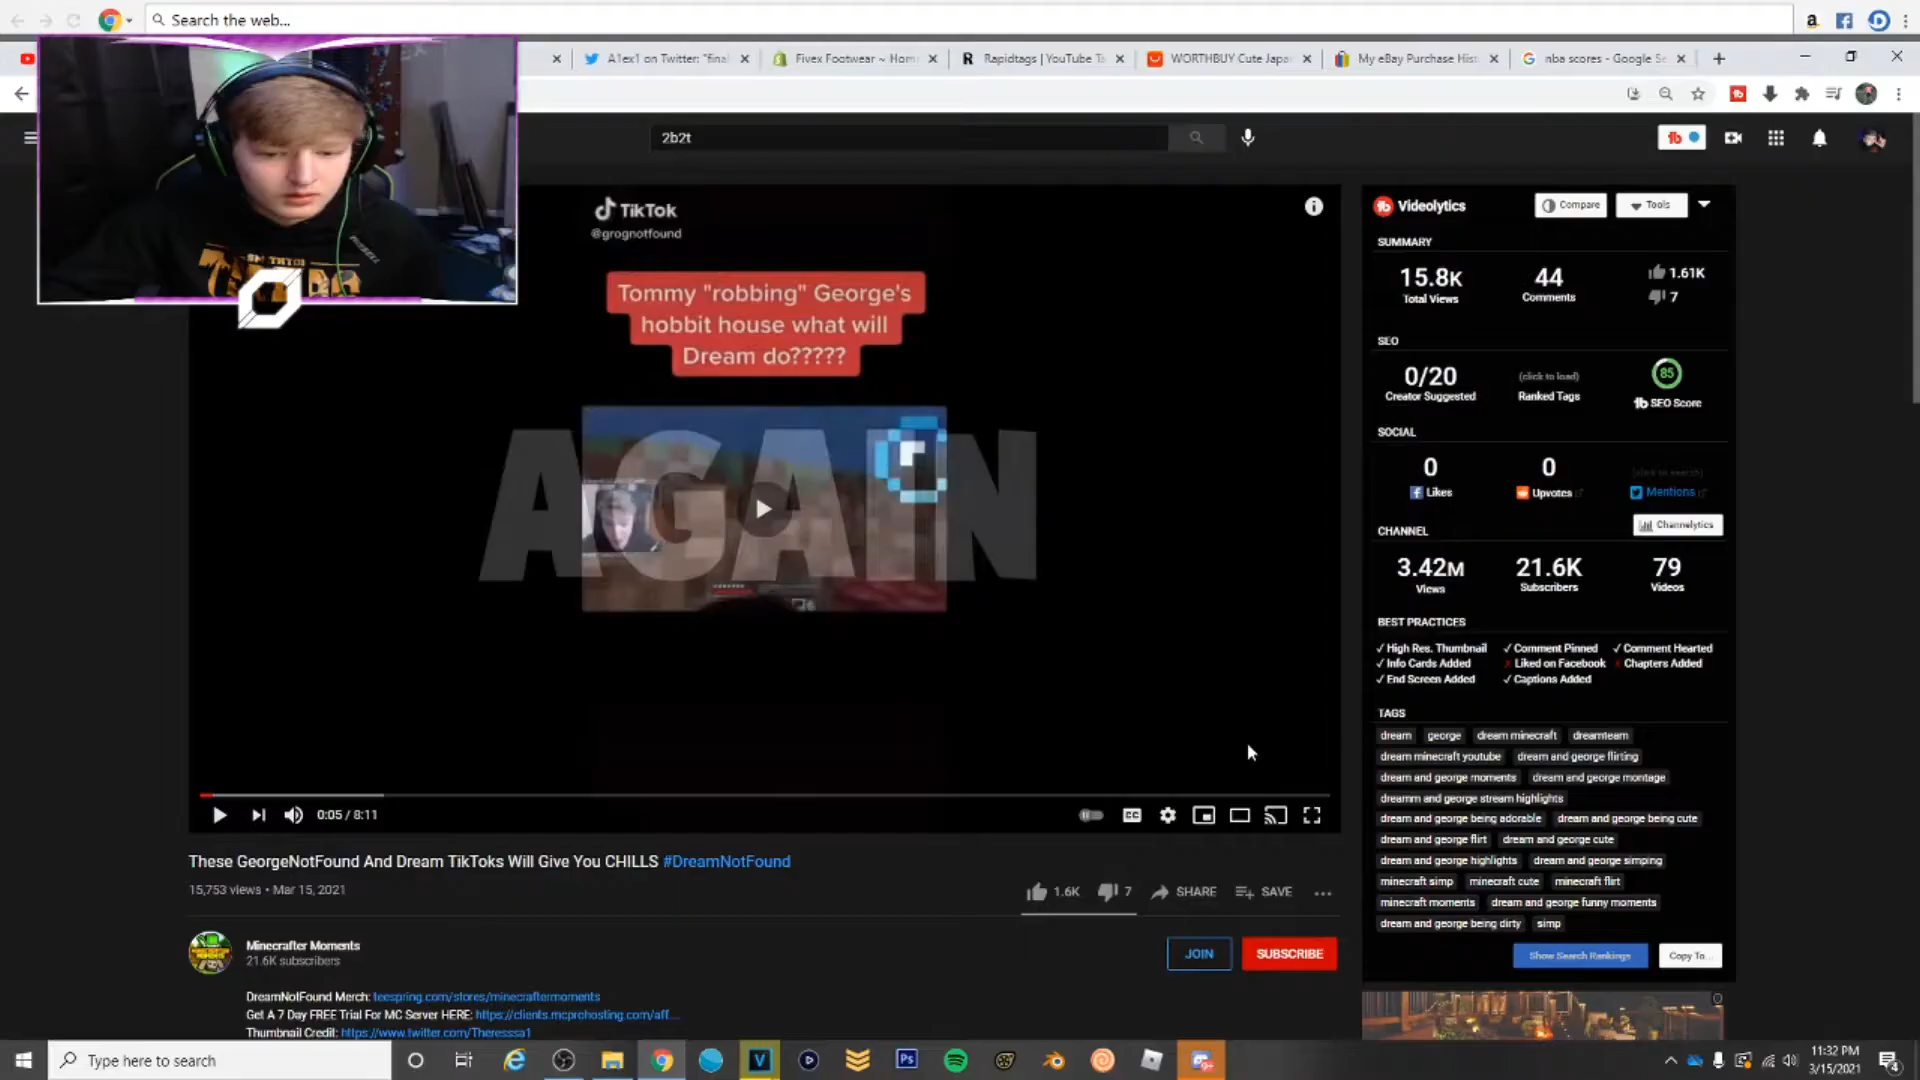 Search the web...
A1ex1 on Twitter: "final
Fivex Footwear ~ Hom
Rapidtags | YouTube Ta
WORTHBUY Cute Japa
My eBay Purchase Hist
nba scores - Google Se
2b2t
TikTok
@grognotfound
Tommy "robbing" George's
hobbit house what will
Dream do?????
AGAIN
0:05 / 8:11
These GeorgeNotFound And Dream TikToks Will Give You CHILLS #DreamNotFound
15,753 views • Mar 15, 2021
1.6K
7
SHARE
SAVE
Minecrafter Moments
21.6K subscribers
JOIN
SUBSCRIBE
DreamNotFound Merch: teespring.com/stores/minecraftermoments
Get A 7 Day FREE Trial For MC Server HERE: https://clients.mcprohosting.com/aff...
Thumbnail Credit: https://www.twitter.com/Theresssa1
Videolytics
Compare
Tools
SUMMARY
15.8K
Total Views
44
Comments
1.61K
7
SEO
0/20
Creator Suggested
(click to load)
Ranked Tags
85
tb SEO Score
SOCIAL
0
Likes
0
Upvotes
(click to search)
Mentions
CHANNEL
Channelytics
3.42M
Views
21.6K
Subscribers
79
Videos
BEST PRACTICES
✓ High Res. Thumbnail ✓ Comment Pinned ✓ Comment Hearted
✓ Info Cards Added Liked on Facebook Chapters Added
✓ End Screen Added ✓ Captions Added
TAGS
dream george dream minecraft dreamteam
dream minecraft youtube dream and george flirting
dream and george moments dream and george montage
dreamm and george stream highlights
dream and george being adorable dream and george being cute
dream and george flirt dream and george cute
dream and george highlights dream and george simping
minecraft simp minecraft cute minecraft flirt
minecraft moments dream and george funny moments
dream and george being dirty simp
Show Search Rankings
Copy To...
Type here to search
11:32 PM
3/15/2021